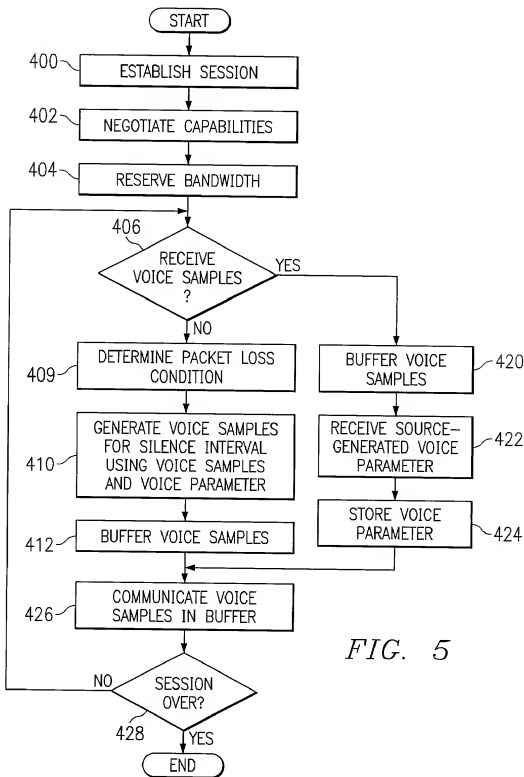 START
400
ESTABLISH SESSION
402
NEGOTIATE CAPABILITIES
404
RESERVE BANDWIDTH
406
RECEIVE
VOICE SAMPLES
?
YES
NO
409
DETERMINE PACKET LOSS
CONDITION
410
GENERATE VOICE SAMPLES
FOR SILENCE INTERVAL
USING VOICE SAMPLES
AND VOICE PARAMETER
412
BUFFER VOICE SAMPLES
BUFFER VOICE
SAMPLES
420
RECEIVE SOURCE-
GENERATED VOICE
PARAMETER
422
STORE VOICE
PARAMETER
424
426
COMMUNICATE VOICE
SAMPLES IN BUFFER
FIG. 5
NO
SESSION
OVER?
428
YES
END